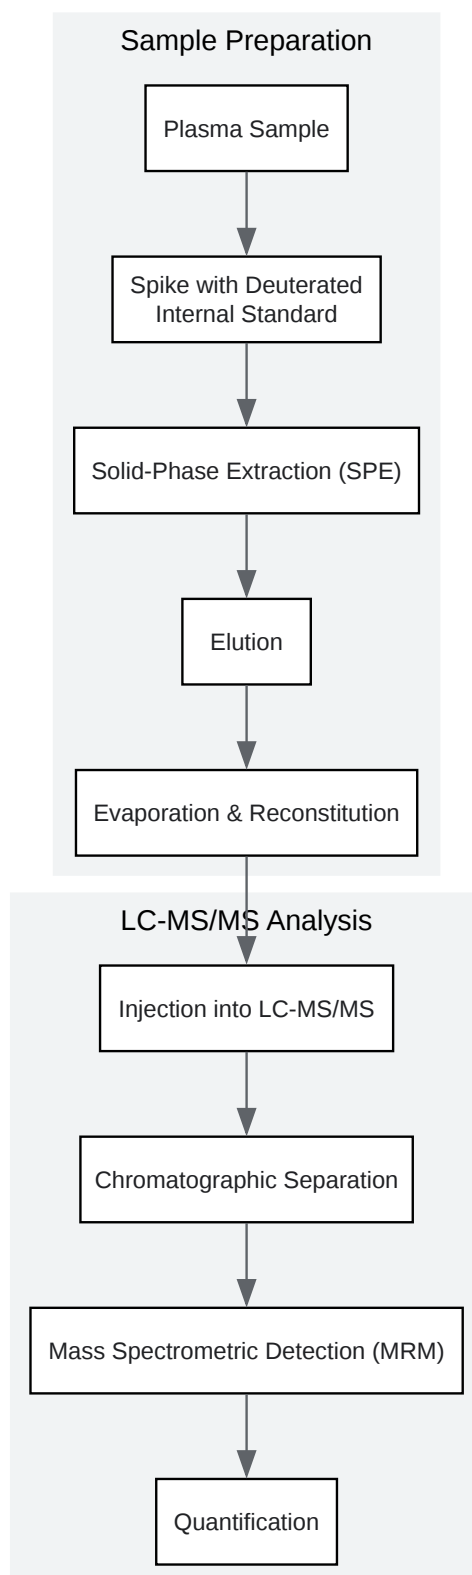 Sample Preparation
Plasma Sample
Spike with Deuterated
Internal Standard
Solid-Phase Extraction (SPE)
Elution
Evaporation & Reconstitution
LC-MS/MS Analysis
Injection into LC-MS/MS
Chromatographic Separation
Mass Spectrometric Detection (MRM)
Quantification